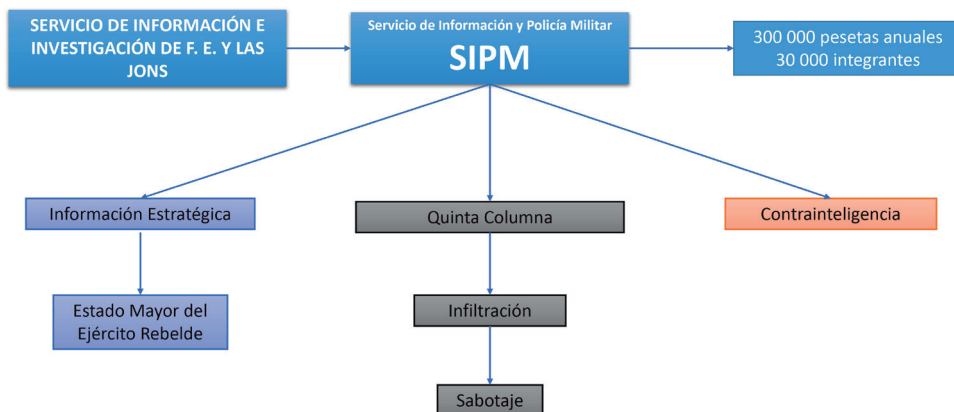 SERVICIO DE INFORMACIÓN E
INVESTIGACIÓN DE F. E. Y LAS
JONS
Servicio de Información y Policía Militar
SIPM
300 000 pesetas anuales
30 000 integrantes
Información Estratégica
Quinta Columna
Contrainteligencia
Estado Mayor del
Ejército Rebelde
Infiltración
Sabotaje